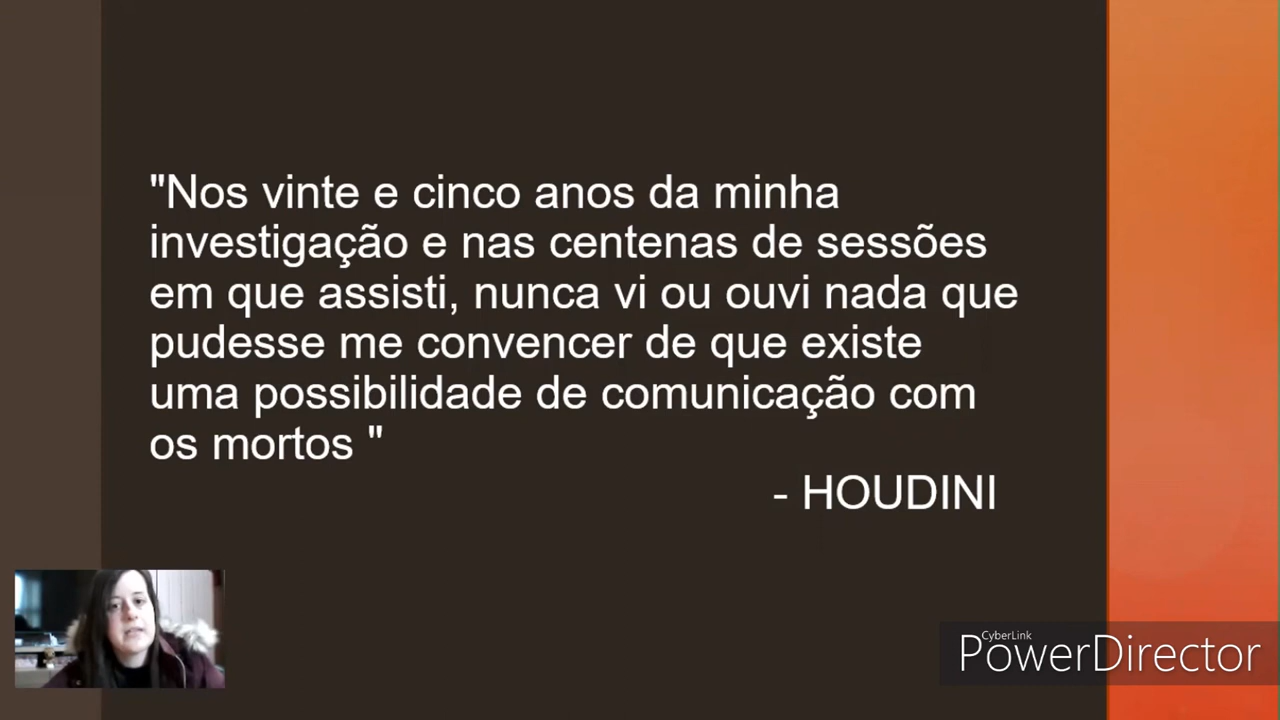 "Nos vinte e cinco anos da minha
investigação e nas centenas de sessões
em que assisti, nunca vi ou ouvi nada que
pudesse me convencer de que existe
uma possibilidade de comunicação com
os mortos "
- HOUDINI
CyberLink
PowerDirector